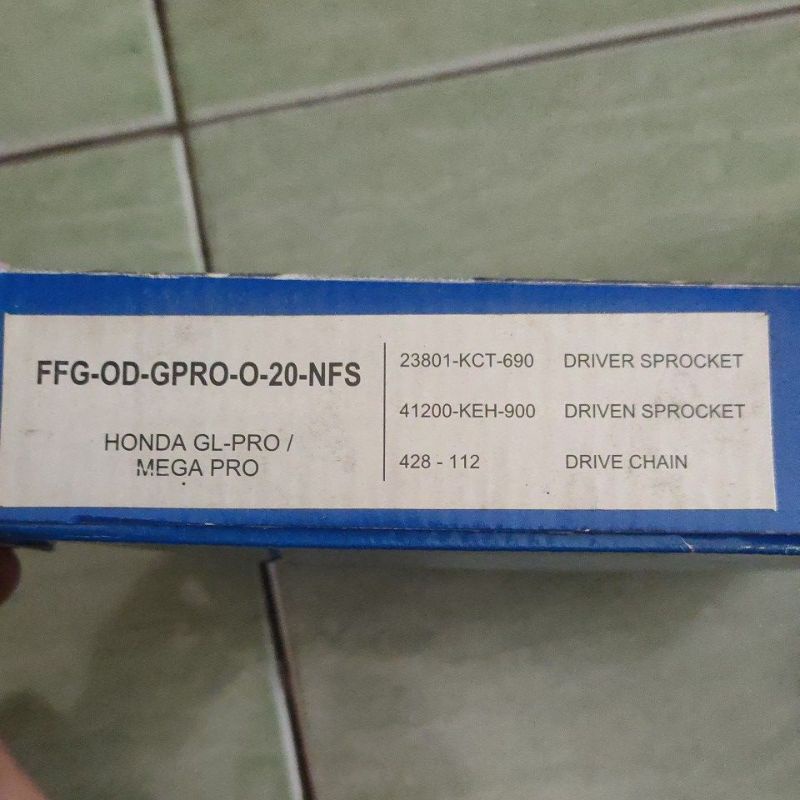 FFG-OD-GPRO-O-20-NFS
HONDA GL-PRO /
MEGA PRO
23801-KCT-690 DRIVER SPROCKET
41200-KEH-900 DRIVEN SPROCKET
428 - 112 DRIVE CHAIN